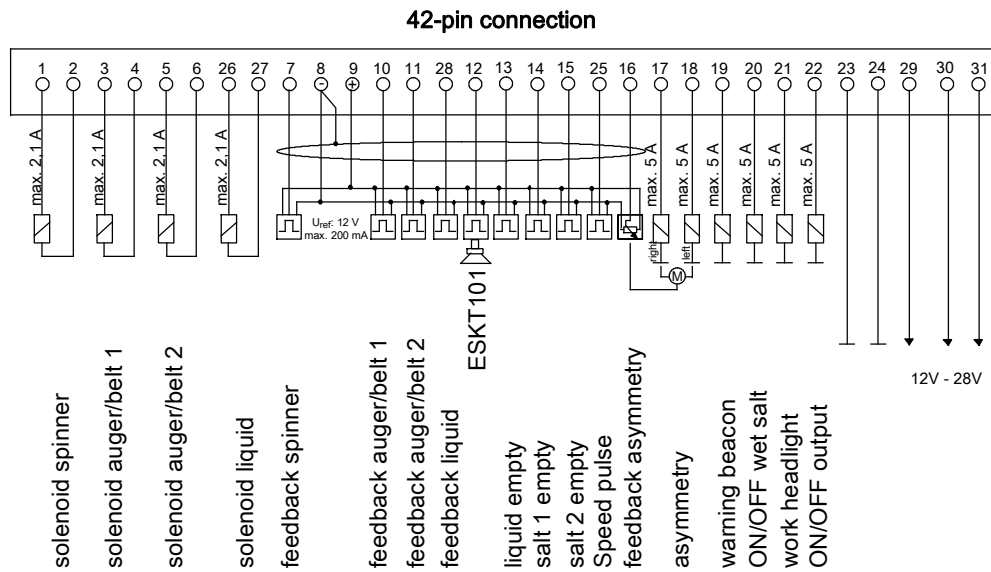 42-pin connection
1 2 3 4 5 6 26 27 7 8 9 10 11 28 12 13 14 15 25 16 17 18 19 20 21 22 23 24 29 30 31
- +
max. 2,1 A
max. 2,1 A
max. 2,1 A
max. 2,1 A
max. 5 A
max. 5 A
max. 5 A
max. 5 A
max. 5 A
max. 5 A
Uref: 12 V
max. 200 mA
right
left
M
ESKT101
12V - 28V
solenoid spinner
solenoid auger/belt 1
solenoid auger/belt 2
solenoid liquid
feedback spinner
feedback auger/belt 1
feedback auger/belt 2
feedback liquid
liquid empty
salt 1 empty
salt 2 empty
Speed pulse
feedback asymmetry
asymmetry
warning beacon
ON/OFF wet salt
work headlight
ON/OFF output